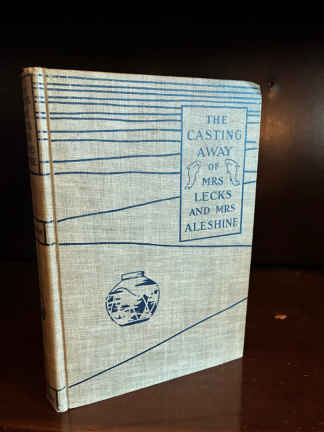 THE
CASTING
AWAY
OF
MRS
LECKS
AND MRS
ALESHINE